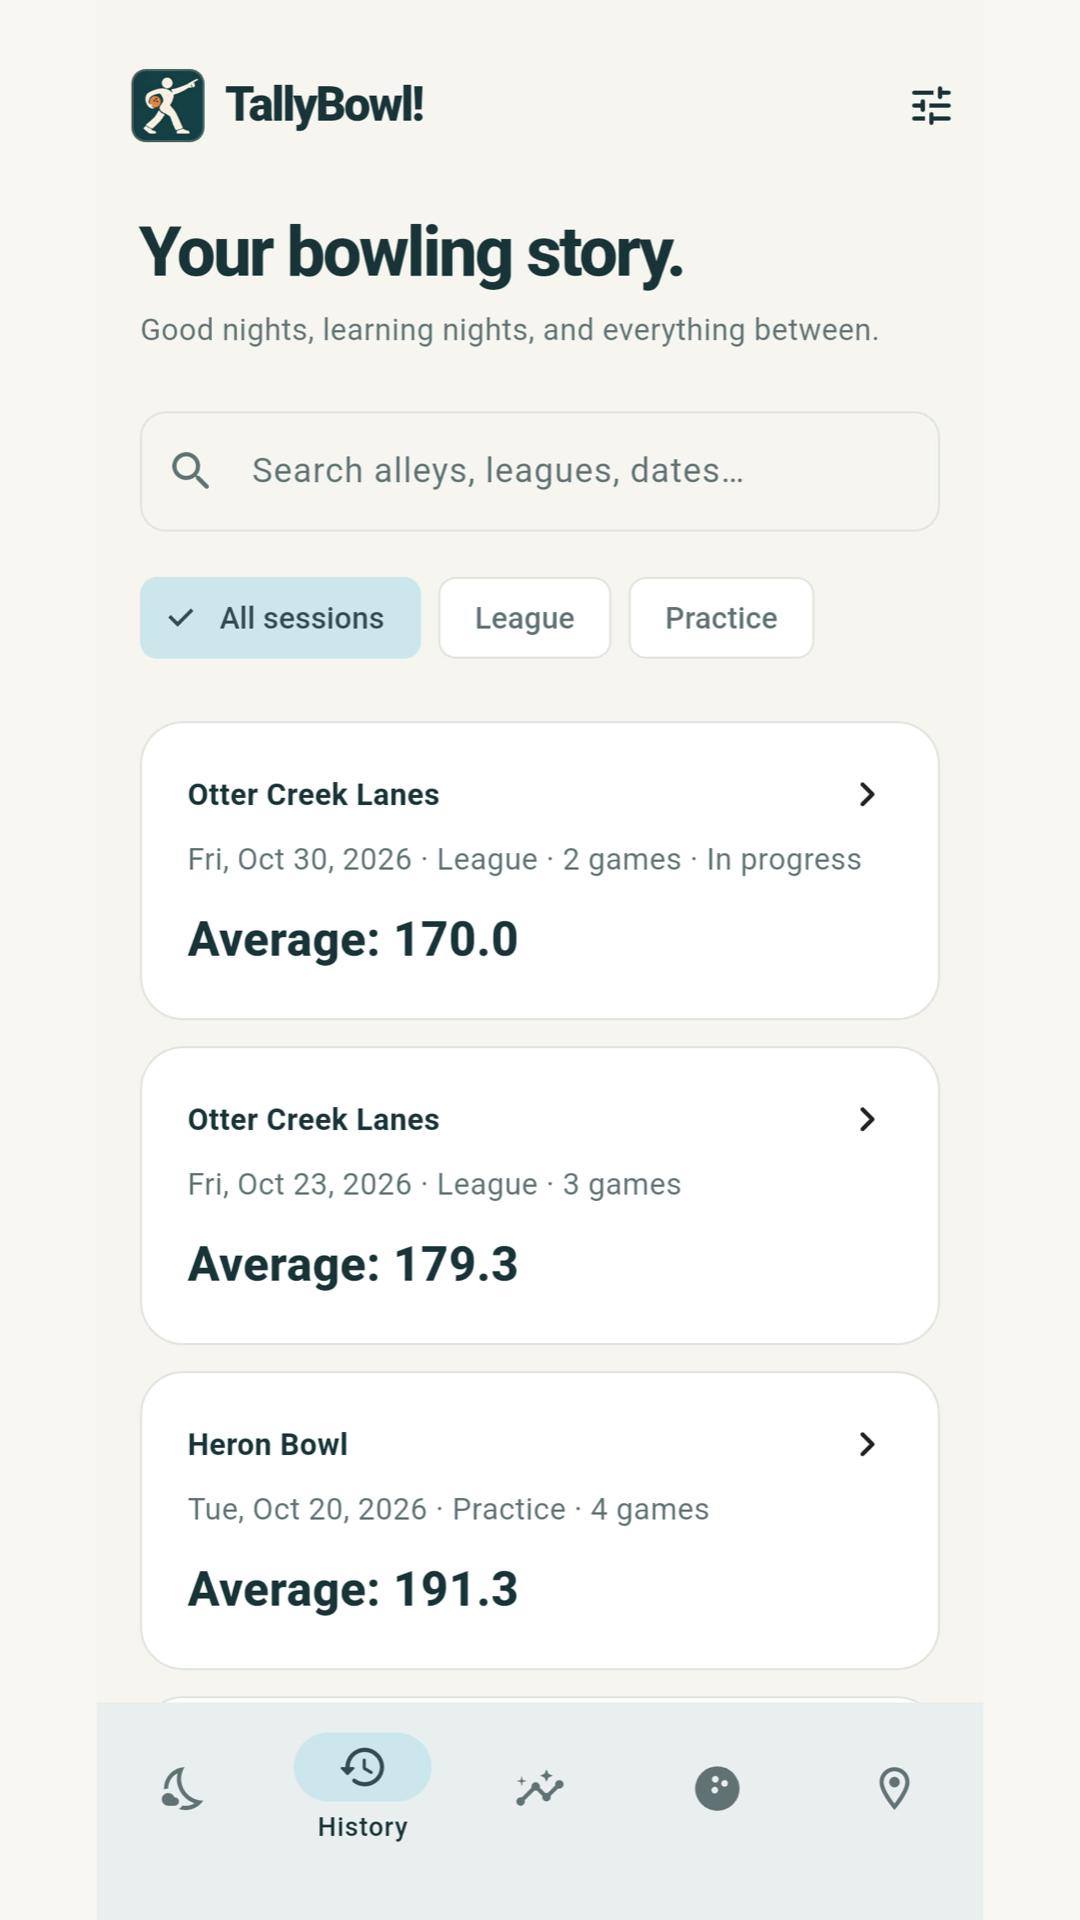 TallyBowl!
Your bowling story.
Good nights, learning nights, and everything between.
Search alleys, leagues, dates…
All sessions
League
Practice
Otter Creek Lanes
Fri, Oct 30, 2026 · League · 2 games · In progress
Average: 170.0
Otter Creek Lanes
Fri, Oct 23, 2026 · League · 3 games
Average: 179.3
Heron Bowl
Tue, Oct 20, 2026 · Practice · 4 games
Average: 191.3
History